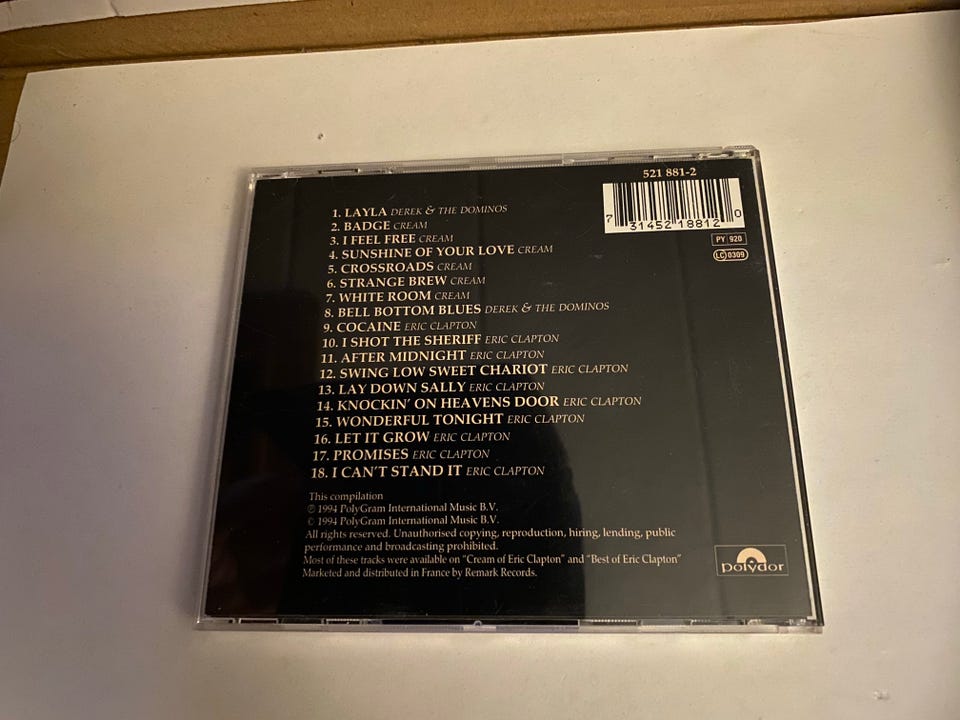 521 881-2
7 31452 18812 0
PY 920
LC 0309
1. LAYLA DEREK & THE DOMINOS
2. BADGE CREAM
3. I FEEL FREE CREAM
4. SUNSHINE OF YOUR LOVE CREAM
5. CROSSROADS CREAM
6. STRANGE BREW CREAM
7. WHITE ROOM CREAM
8. BELL BOTTOM BLUES DEREK & THE DOMINOS
9. COCAINE ERIC CLAPTON
10. I SHOT THE SHERIFF ERIC CLAPTON
11. AFTER MIDNIGHT ERIC CLAPTON
12. SWING LOW SWEET CHARIOT ERIC CLAPTON
13. LAY DOWN SALLY ERIC CLAPTON
14. KNOCKIN' ON HEAVENS DOOR ERIC CLAPTON
15. WONDERFUL TONIGHT ERIC CLAPTON
16. LET IT GROW ERIC CLAPTON
17. PROMISES ERIC CLAPTON
18. I CAN'T STAND IT ERIC CLAPTON
This compilation
℗ 1994 PolyGram International Music B.V.
© 1994 PolyGram International Music B.V.
All rights reserved. Unauthorised copying, reproduction, hiring, lending, public
performance and broadcasting prohibited.
Most of these tracks were available on "Cream of Eric Clapton" and "Best of Eric Clapton"
Marketed and distributed in France by Remark Records.
polydor